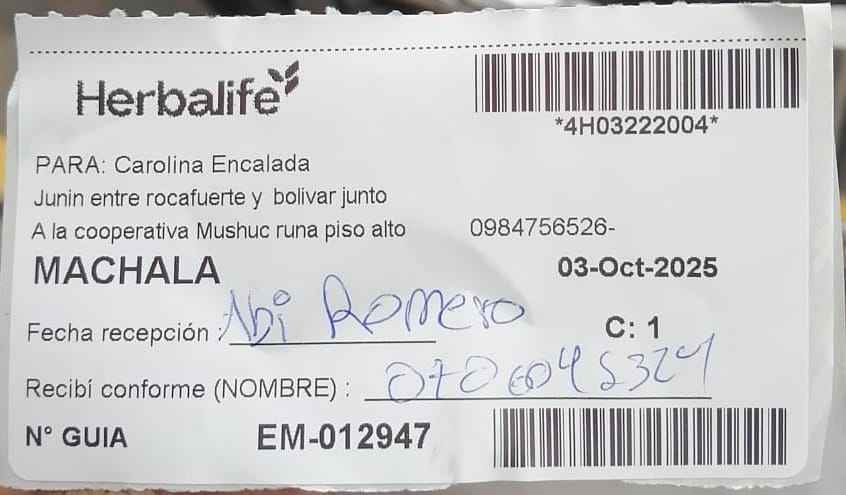 Herbalife
*4H03222004*
PARA: Carolina Encalada
Junin entre rocafuerte y bolivar junto
A la cooperativa Mushuc runa piso alto 0984756526-
MACHALA 03-Oct-2025
Fecha recepción : Abi Romero
C: 1
Recibí conforme (NOMBRE) :
N° GUIA EM-012947